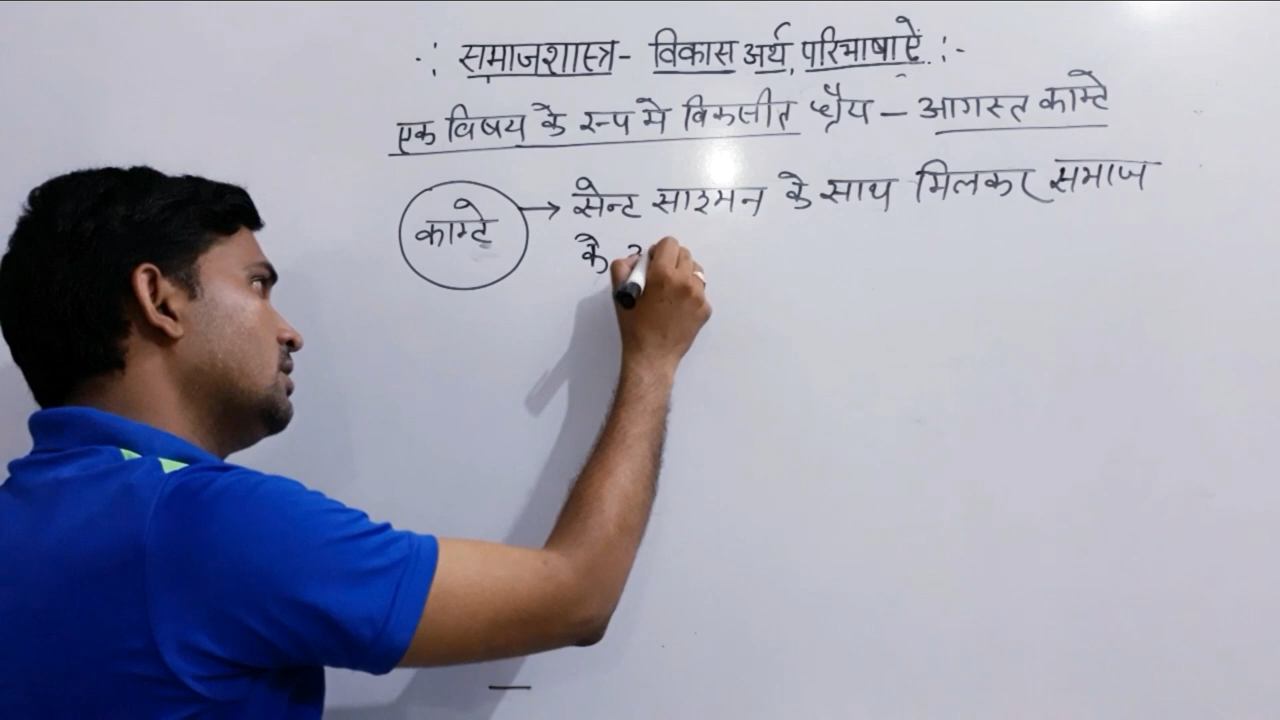 .: समाजशास्त्र - विकास अर्थ, परिभाषाऐं :-
एक विषय के रूप मे विकसीत श्रैय - आगस्त काम्टे
काम्टे → सेन्ट साइमन के साथ मिलकर समाज
के